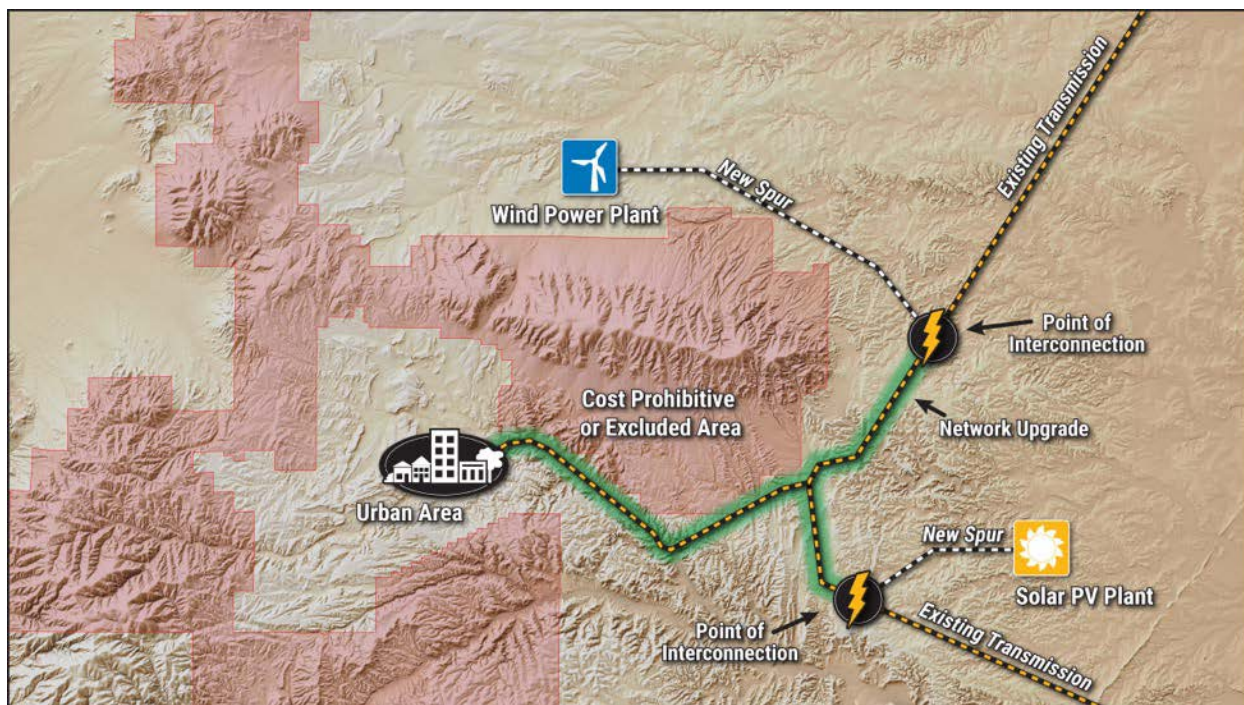 Existing Transmission
New Spur
Wind Power Plant
Point of
Interconnection
Cost Prohibitive
or Excluded Area
Network Upgrade
Urban Area
New Spur
Solar PV Plant
Point of
Interconnection
Existing Transmission